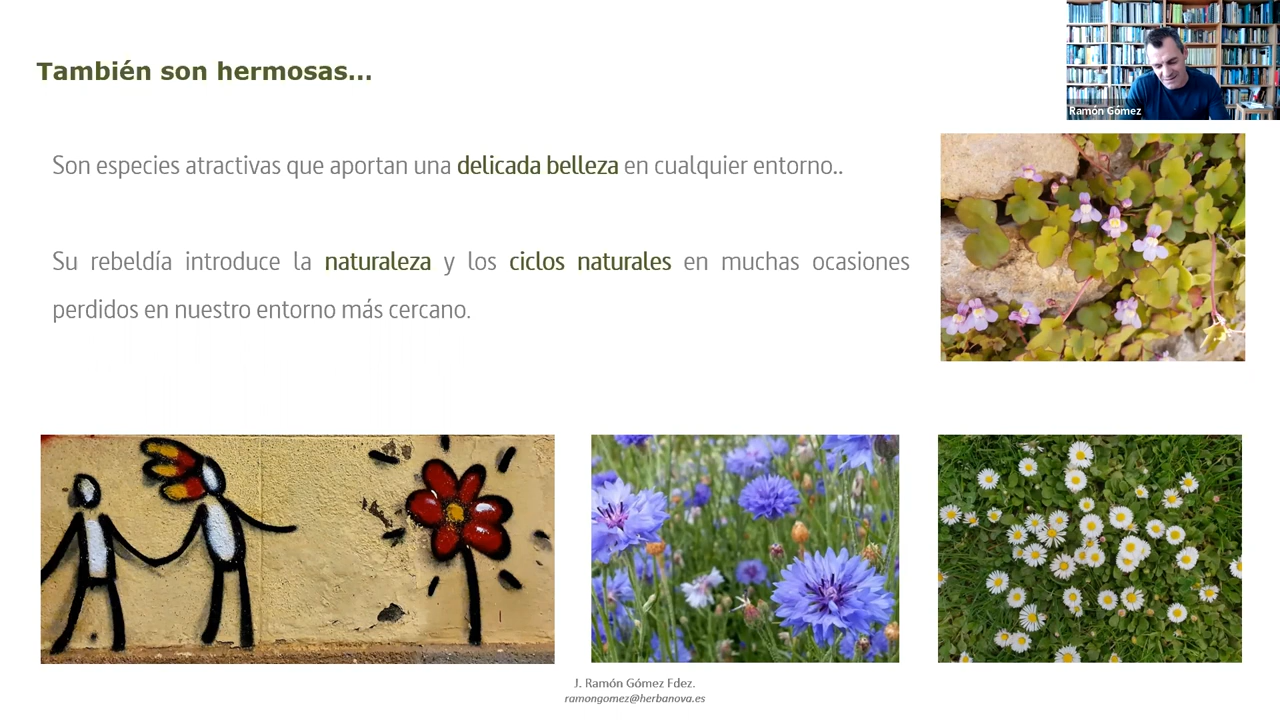 También son hermosas...
Ramón Gómez
Son especies atractivas que aportan una delicada belleza en cualquier entorno..
Su rebeldía introduce la naturaleza y los ciclos naturales en muchas ocasiones
perdidos en nuestro entorno más cercano.
J. Ramón Gómez Fdez.
ramongomez@herbanova.es